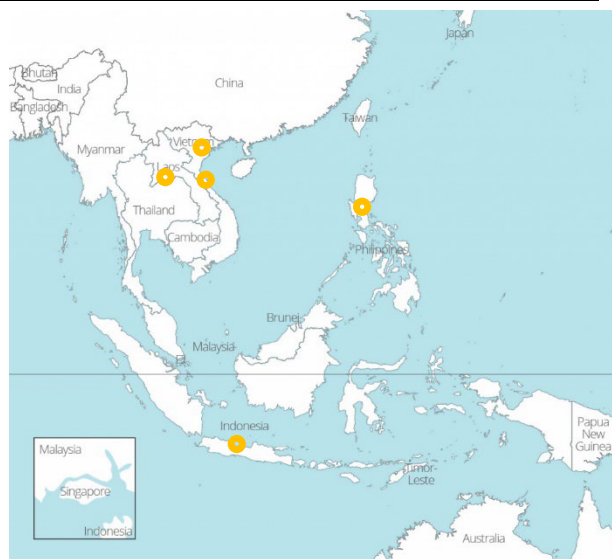 Japan
Bhutan
China
India
Bangladesh
Taiwan
Myanmar
Vietnam
Laos
Thailand
Cambodia
Philippines
Brunei
Malaysia
Indonesia
Papua
New
Guinea
Malaysia
Timor-
Leste
Singapore
Indonesia
Australia